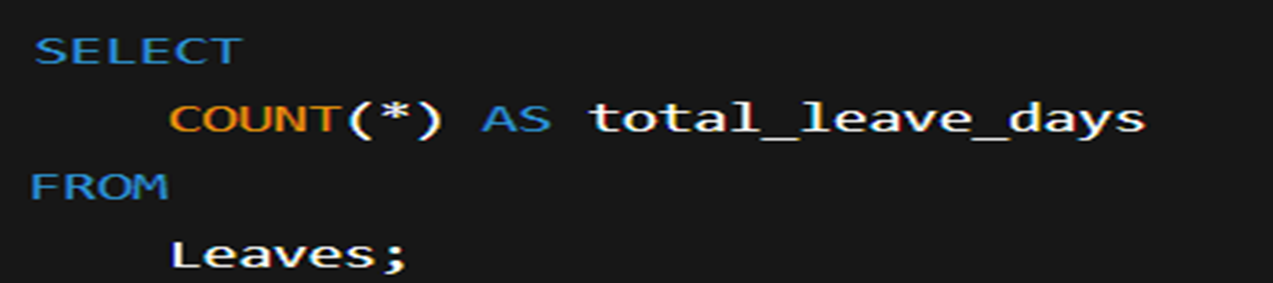 SELECT
COUNT(*) AS total_leave_days
FROM
Leaves;